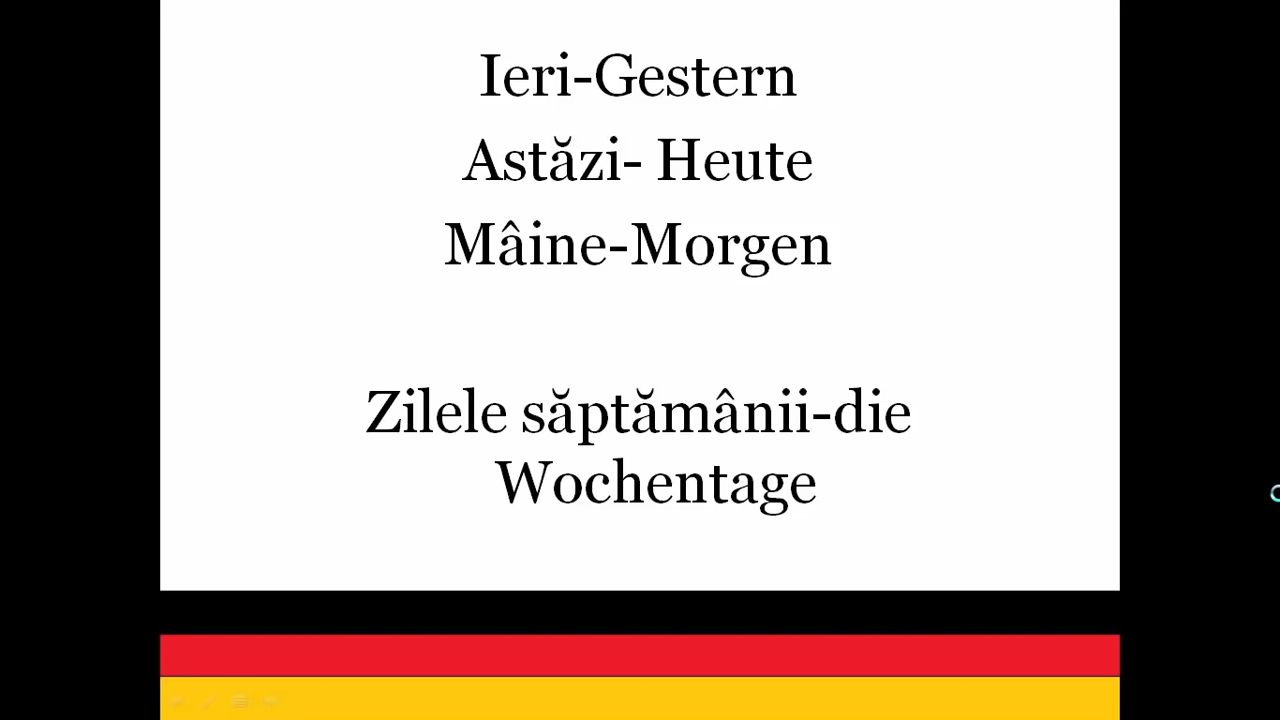 Ieri-Gestern
Astăzi- Heute
Mâine-Morgen
Zilele săptămânii-die
Wochentage